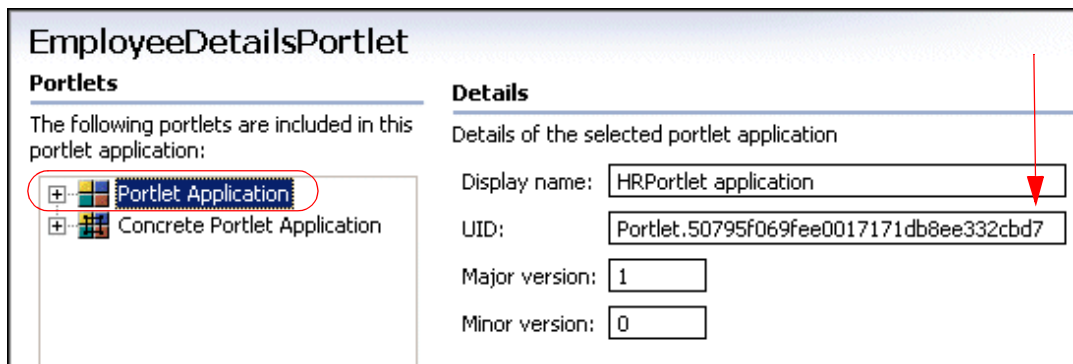 EmployeeDetailsPortlet
Portlets
The following portlets are included in this
portlet application:
Portlet Application
Concrete Portlet Application
Details
Details of the selected portlet application
Display name: HRPortlet application
UID: Portlet.50795f069fee0017171db8ee332cbd7
Major version: 1
Minor version: 0